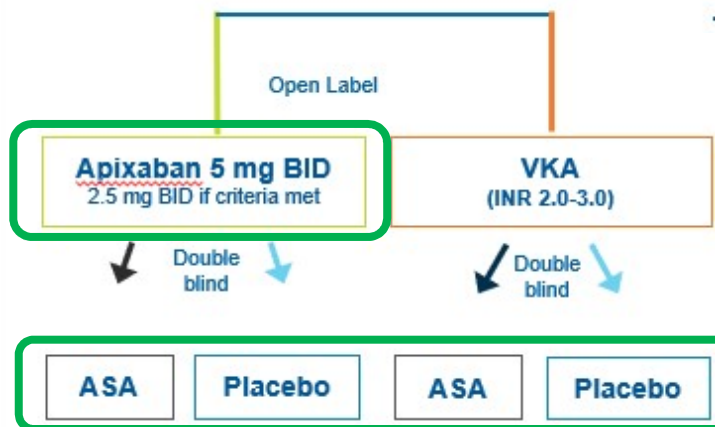 Open Label
Apixaban 5 mg BID
2.5 mg BID if criteria met
VKA
(INR 2.0-3.0)
Double
blind
Double
blind
ASA
Placebo
ASA
Placebo